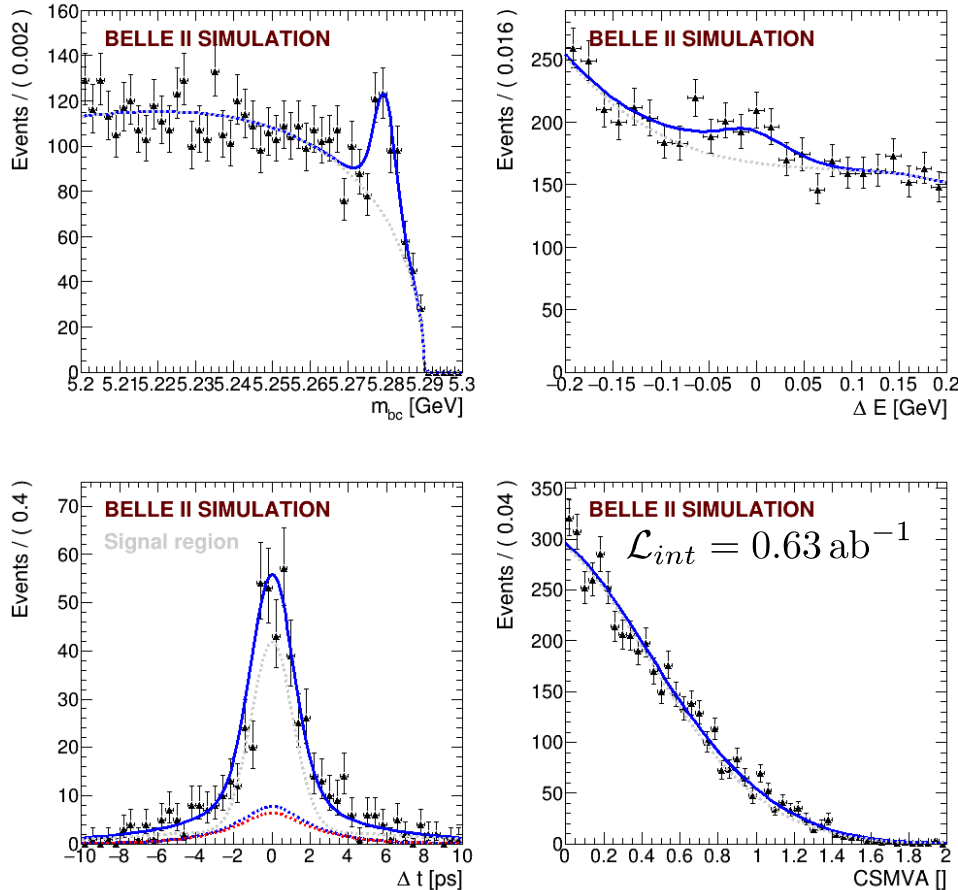 160
140
120
100
80
60
40
20
0
Events / ( 0.002
BELLE II SIMULATION
5.2 5.21 5.22 5.23 5.24 5.25 5.26 5.27 5.28 5.29 5.3
m_bc [GeV]
250
200
150
100
50
0
Events / ( 0.016
BELLE II SIMULATION
−0.2 −0.15 −0.1 −0.05 0 0.05 0.1 0.15 0.2
Δ E [GeV]
70
60
50
40
30
20
10
0
Events / ( 0.4
BELLE II SIMULATION
Signal region
−10 −8 −6 −4 −2 0 2 4 6 8 10
Δ t [ps]
350
300
250
200
150
100
50
0
Events / ( 0.04
BELLE II SIMULATION
ℒ_int = 0.63 ab⁻¹
0 0.2 0.4 0.6 0.8 1 1.2 1.4 1.6 1.8 2
CSMVA []